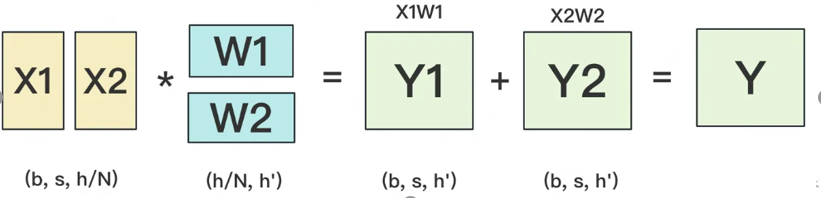 X1W1 X2W2
X1 X2 * W1 = Y1 + Y2 = Y
W2
(b, s, h/N) (h/N, h') (b, s, h') (b, s, h')